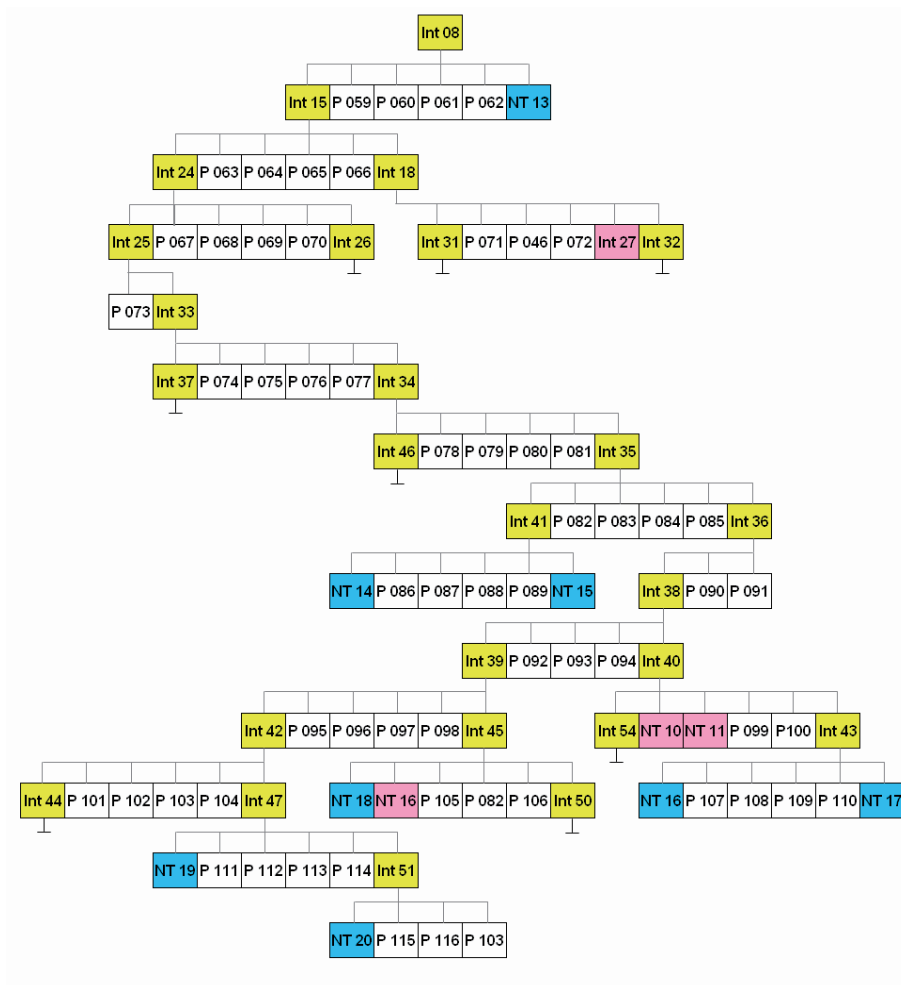 Int 08
Int 15 P 059 P 060 P 061 P 062 NT 13
Int 24 P 063 P 064 P 065 P 066 Int 18
Int 25 P 067 P 068 P 069 P 070 Int 26 Int 31 P 071 P 046 P 072 Int 27 Int 32
P 073 Int 33
Int 37 P 074 P 075 P 076 P 077 Int 34
Int 46 P 078 P 079 P 080 P 081 Int 35
Int 41 P 082 P 083 P 084 P 085 Int 36
NT 14 P 086 P 087 P 088 P 089 NT 15 Int 38 P 090 P 091
Int 39 P 092 P 093 P 094 Int 40
Int 42 P 095 P 096 P 097 P 098 Int 45 Int 54 NT 10 NT 11 P 099 P100 Int 43
Int 44 P 101 P 102 P 103 P 104 Int 47 NT 18 NT 16 P 105 P 082 P 106 Int 50 NT 16 P 107 P 108 P 109 P 110 NT 17
NT 19 P 111 P 112 P 113 P 114 Int 51
NT 20 P 115 P 116 P 103